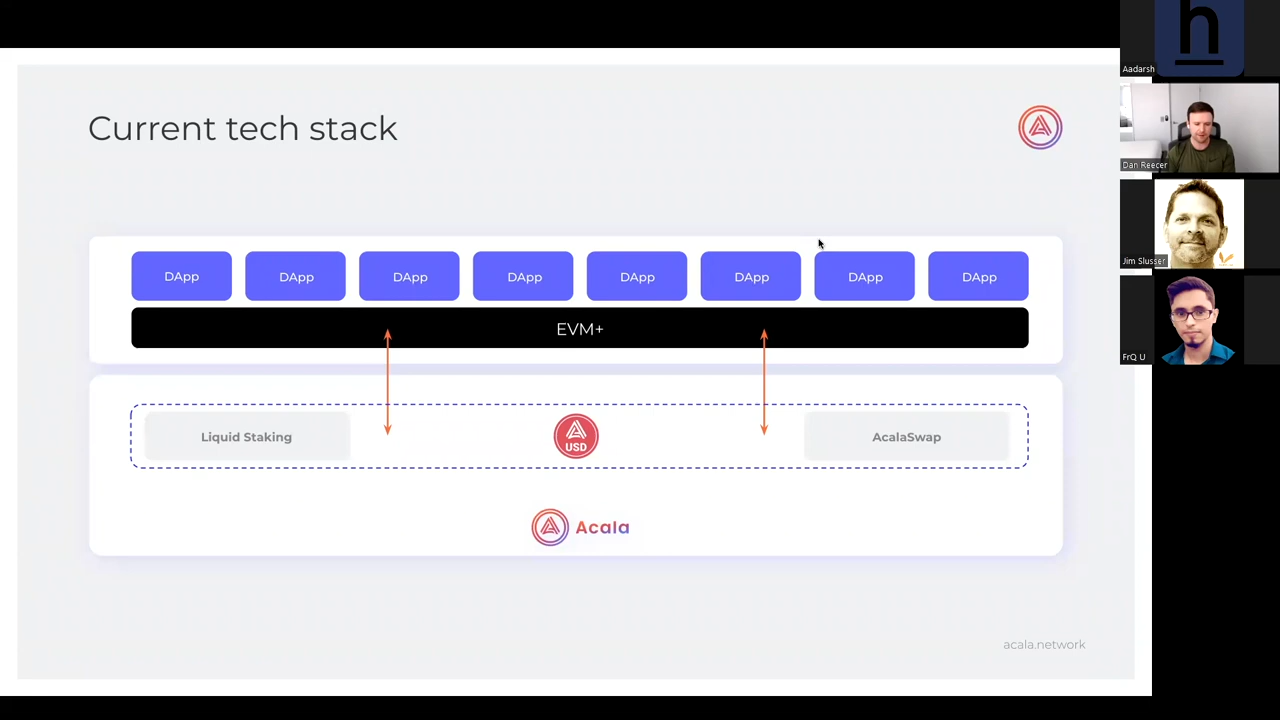 Current tech stack
DApp DApp DApp DApp DApp DApp DApp DApp
EVM+
Liquid Staking
USD
AcalaSwap
Acala
acala.network
h
Aadarsh
Dan Reecer
Jim Slusser
FrQ U